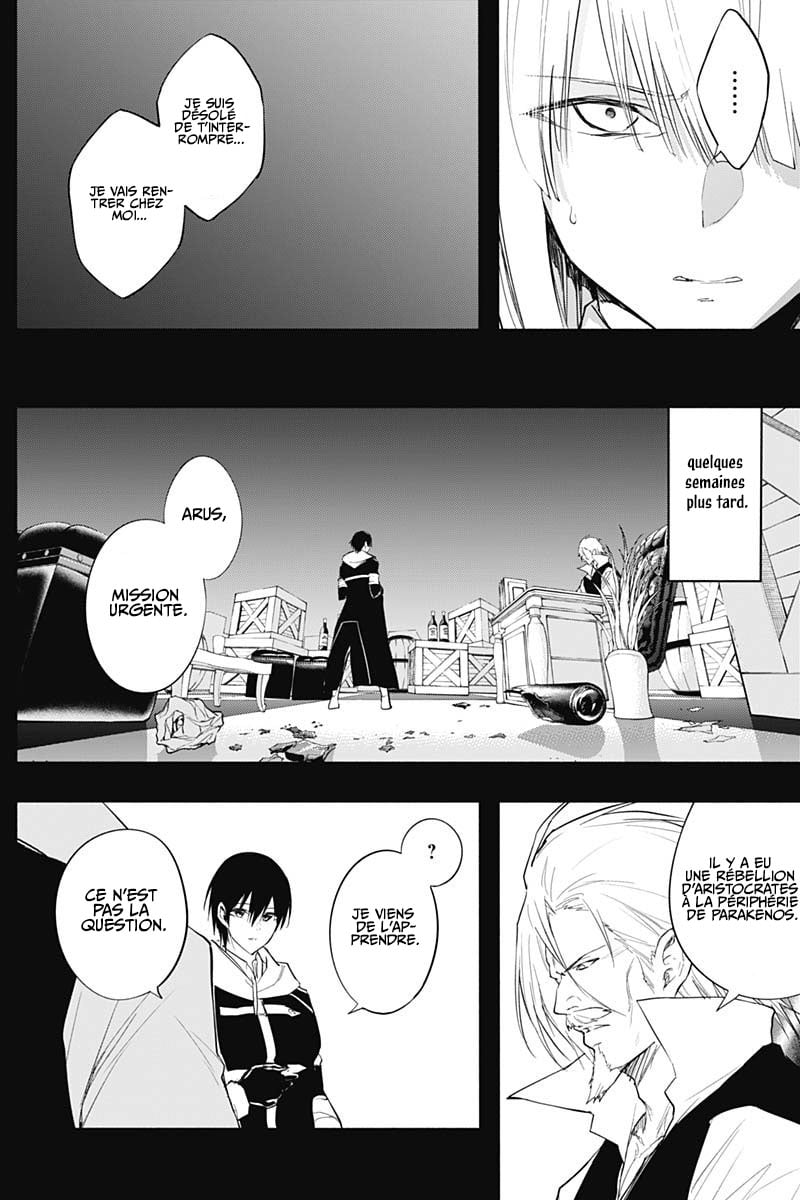 ......
JE SUIS
DÉSOLÉ
DE T'INTER-
ROMPRE...
JE VAIS REN-
TRER CHEZ
MOI...
quelques
semaines
plus tard.
ARUS,
MISSION
URGENTE.
IL Y A EU
UNE RÉBELLION
D'ARISTOCRATES
À LA PÉRIPHÉRIE
DE PARAKENOS.
?
JE VIENS
DE L'AP-
PRENDRE.
CE N'EST
PAS LA
QUESTION.